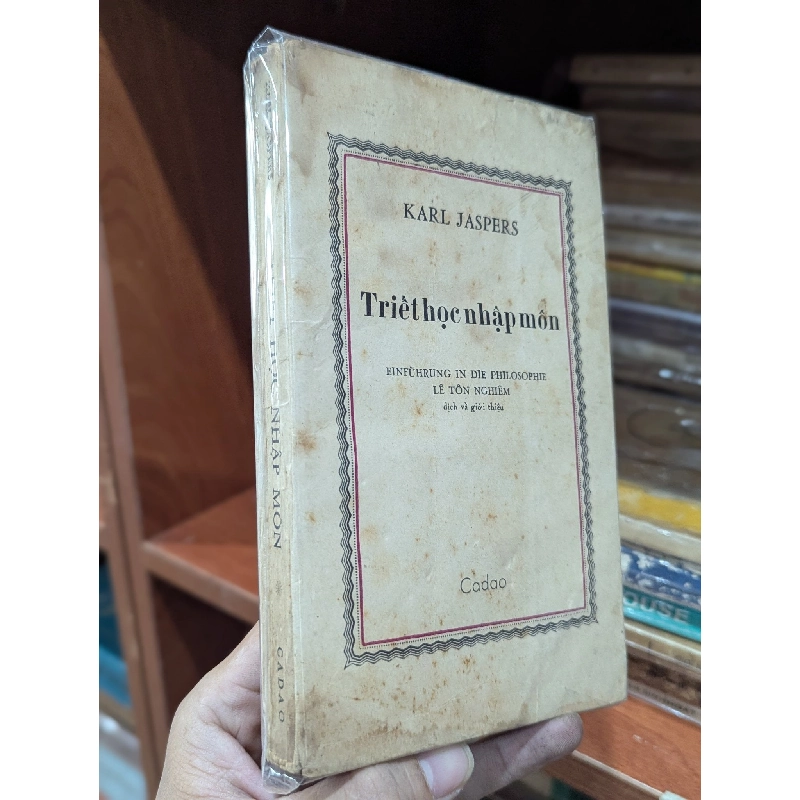 KARL JASPERS
Triết học nhập môn
EINFÜHRUNG IN DIE PHILOSOPHIE
LÊ TÔN NGHIÊM
dịch và giới thiệu
Cadao
NHẬP MÔN
CADAO
OUSE